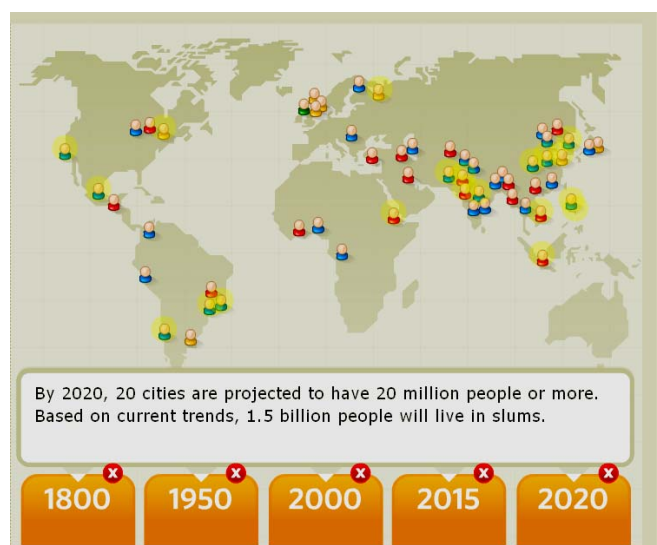 By 2020, 20 cities are projected to have 20 million people or more.
Based on current trends, 1.5 billion people will live in slums.
X X X X X
1800 1950 2000 2015 2020